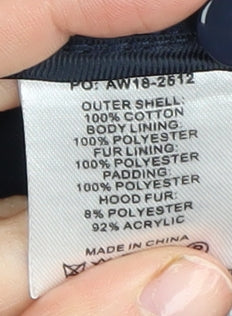 PO: AW18-2512
OUTER SHELL:
100% COTTON
BODY LINING:
100% POLYESTER
FUR LINING:
100% POLYESTER
PADDING:
100% POLYESTER
HOOD FUR:
8% POLYESTER
92% ACRYLIC
MADE IN CHINA